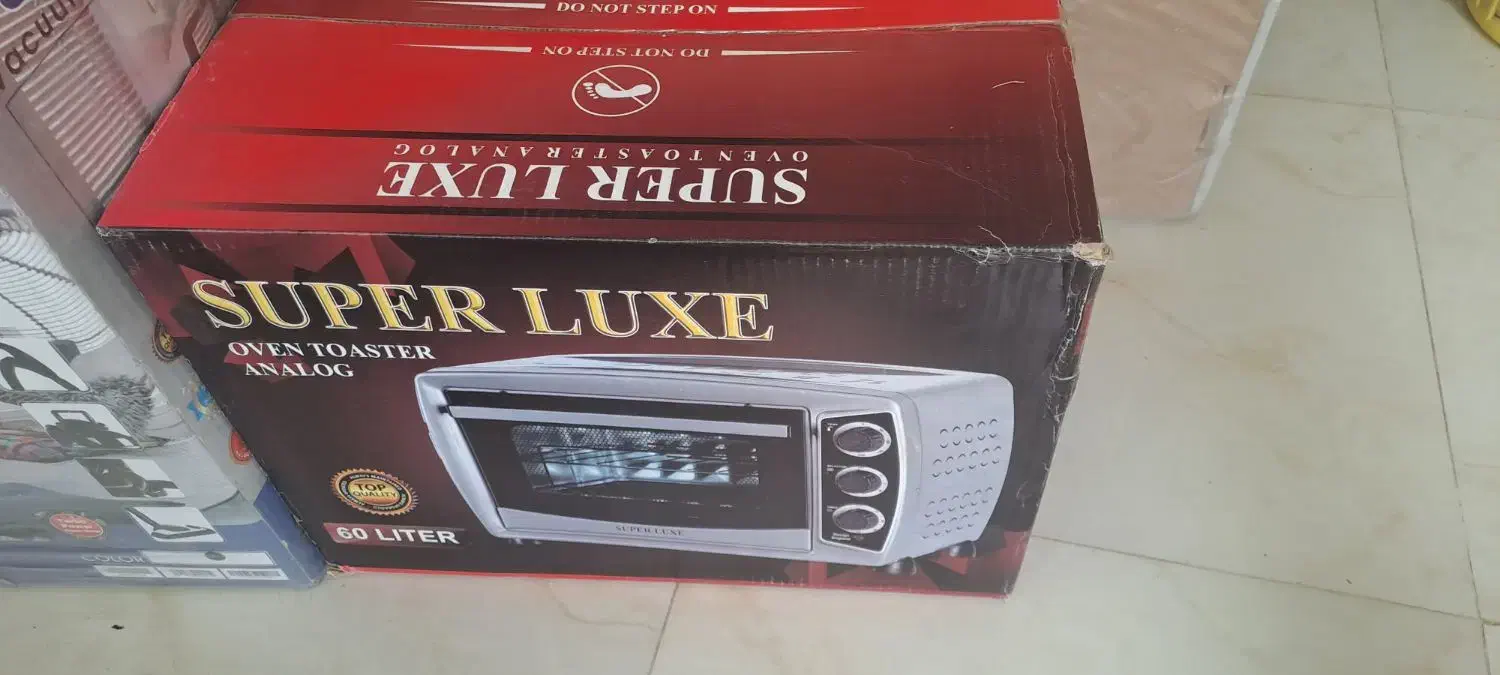 DO NOT STEP ON
DO NOT STEP ON
OVEN TOASTER ANALOG
SUPER LUXE
SUPER LUXE
OVEN TOASTER
ANALOG
TOP
QUALITY
60 LITER
SUPER LUXE
COLOR